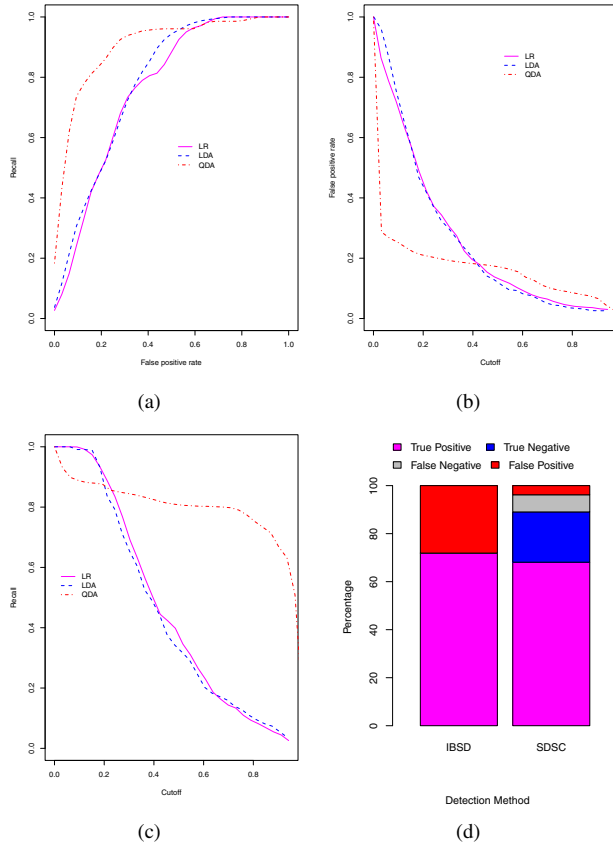 1.0
0.8
0.6
0.4
0.2
0.0
Recall
LR
LDA
QDA
0.0 0.2 0.4 0.6 0.8 1.0
False positive rate
(a)
1.0
0.8
0.6
0.4
0.2
0.0
False positive rate
LR
LDA
QDA
0.0 0.2 0.4 0.6 0.8
Cutoff
(b)
1.0
0.8
0.6
0.4
0.2
0.0
Recall
LR
LDA
QDA
0.0 0.2 0.4 0.6 0.8
Cutoff
(c)
True Positive True Negative
False Negative False Positive
100
80
60
40
20
0
Percentage
IBSD SDSC
Detection Method
(d)